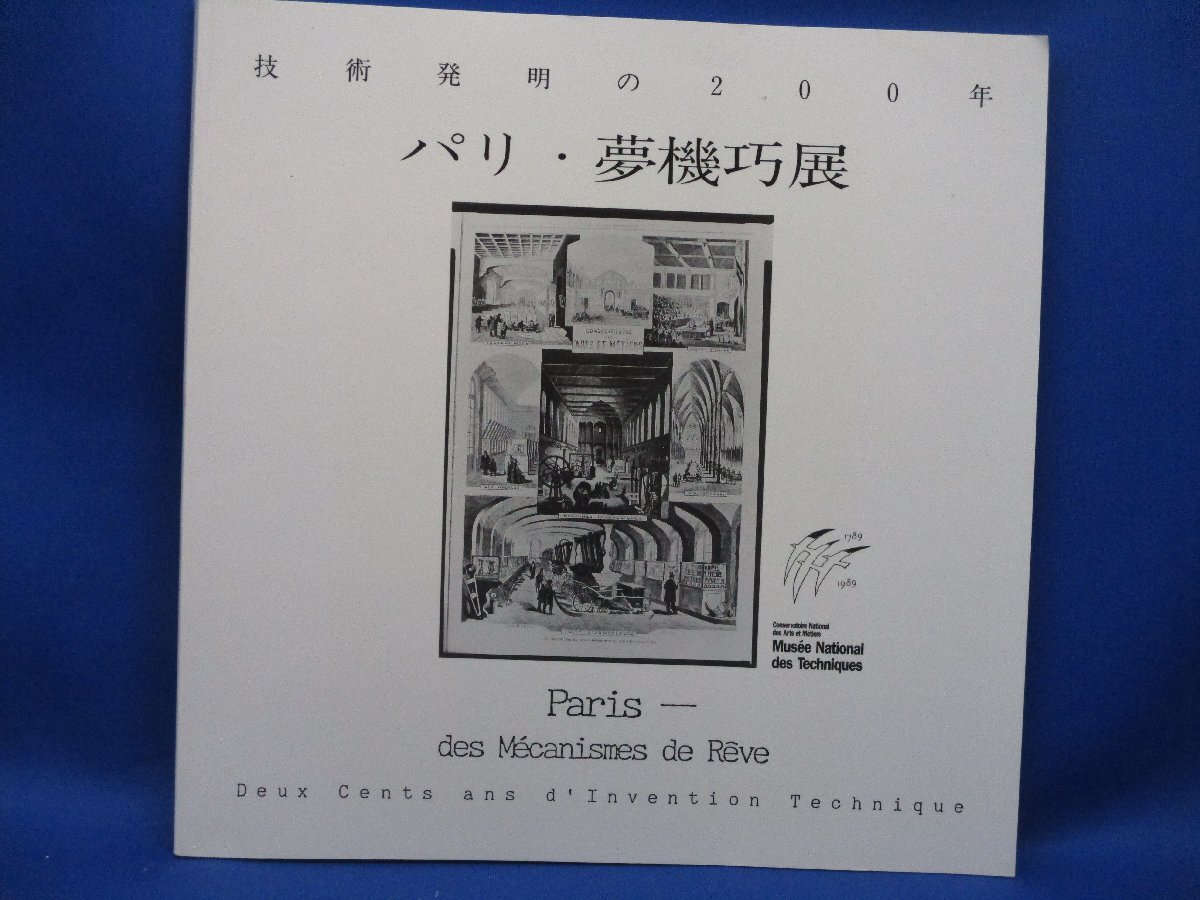 技術発明の200年
パリ・夢機巧展
CONSERVATOIRE
ARTS ET MÉTIERS
1789
1989
Conservatoire National
des Arts et Métiers
Musée National
des Techniques
Paris —
des Mécanismes de Rêve
Deux Cents ans d'Invention Technique